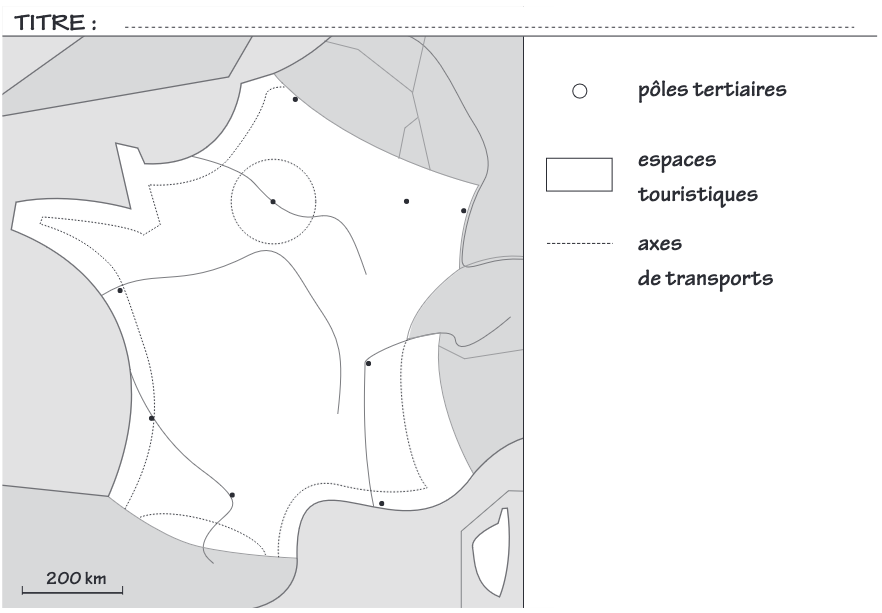 TITRE :
pôles tertiaires
espaces
touristiques
axes
de transports
200 km